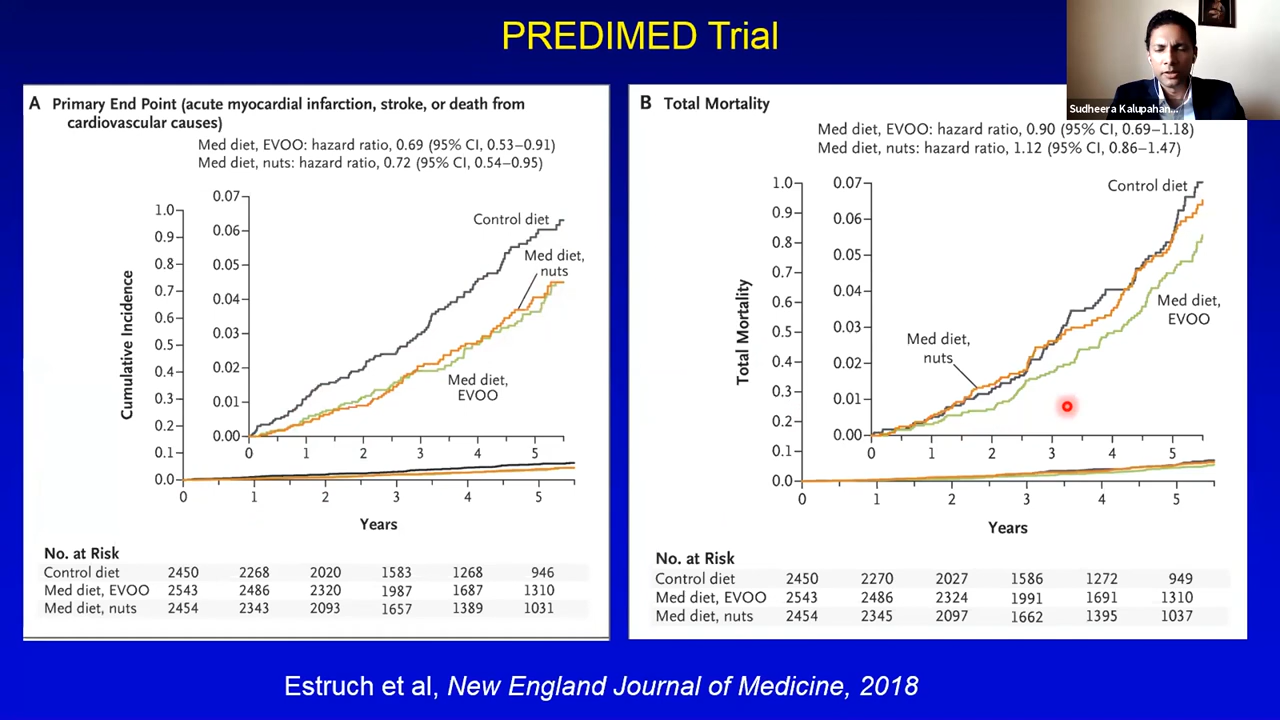 PREDIMED Trial
Sudheera Kalupahan...
A Primary End Point (acute myocardial infarction, stroke, or death from
cardiovascular causes)
Med diet, EVOO: hazard ratio, 0.69 (95% CI, 0.53–0.91)
Med diet, nuts: hazard ratio, 0.72 (95% CI, 0.54–0.95)
Cumulative Incidence
1.0
0.9
0.8
0.7
0.6
0.5
0.4
0.3
0.2
0.1
0.0
0.07
0.06
0.05
0.04
0.03
0.02
0.01
0.00
Control diet
Med diet,
nuts
Med diet,
EVOO
0 1 2 3 4 5
0 1 2 3 4 5
Years
No. at Risk
Control diet 2450 2268 2020 1583 1268 946
Med diet, EVOO 2543 2486 2320 1987 1687 1310
Med diet, nuts 2454 2343 2093 1657 1389 1031
B Total Mortality
Med diet, EVOO: hazard ratio, 0.90 (95% CI, 0.69–1.18)
Med diet, nuts: hazard ratio, 1.12 (95% CI, 0.86–1.47)
Total Mortality
1.0
0.9
0.8
0.7
0.6
0.5
0.4
0.3
0.2
0.1
0.0
0.07
0.06
0.05
0.04
0.03
0.02
0.01
0.00
Control diet
Med diet,
EVOO
Med diet,
nuts
0 1 2 3 4 5
0 1 2 3 4 5
Years
No. at Risk
Control diet 2450 2270 2027 1586 1272 949
Med diet, EVOO 2543 2486 2324 1991 1691 1310
Med diet, nuts 2454 2345 2097 1662 1395 1037
Estruch et al, New England Journal of Medicine, 2018